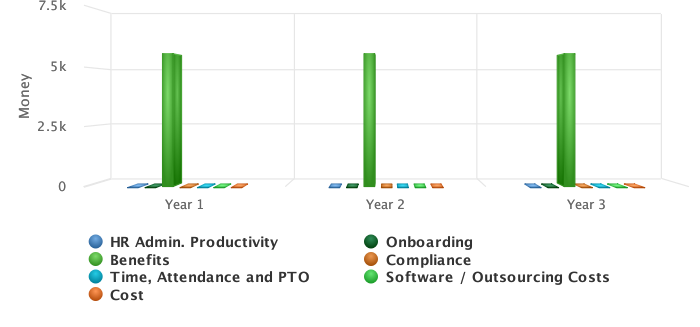 7.5k
5k
2.5k
0
Money
Year 1 Year 2 Year 3
HR Admin. Productivity Onboarding
Benefits Compliance
Time, Attendance and PTO Software / Outsourcing Costs
Cost